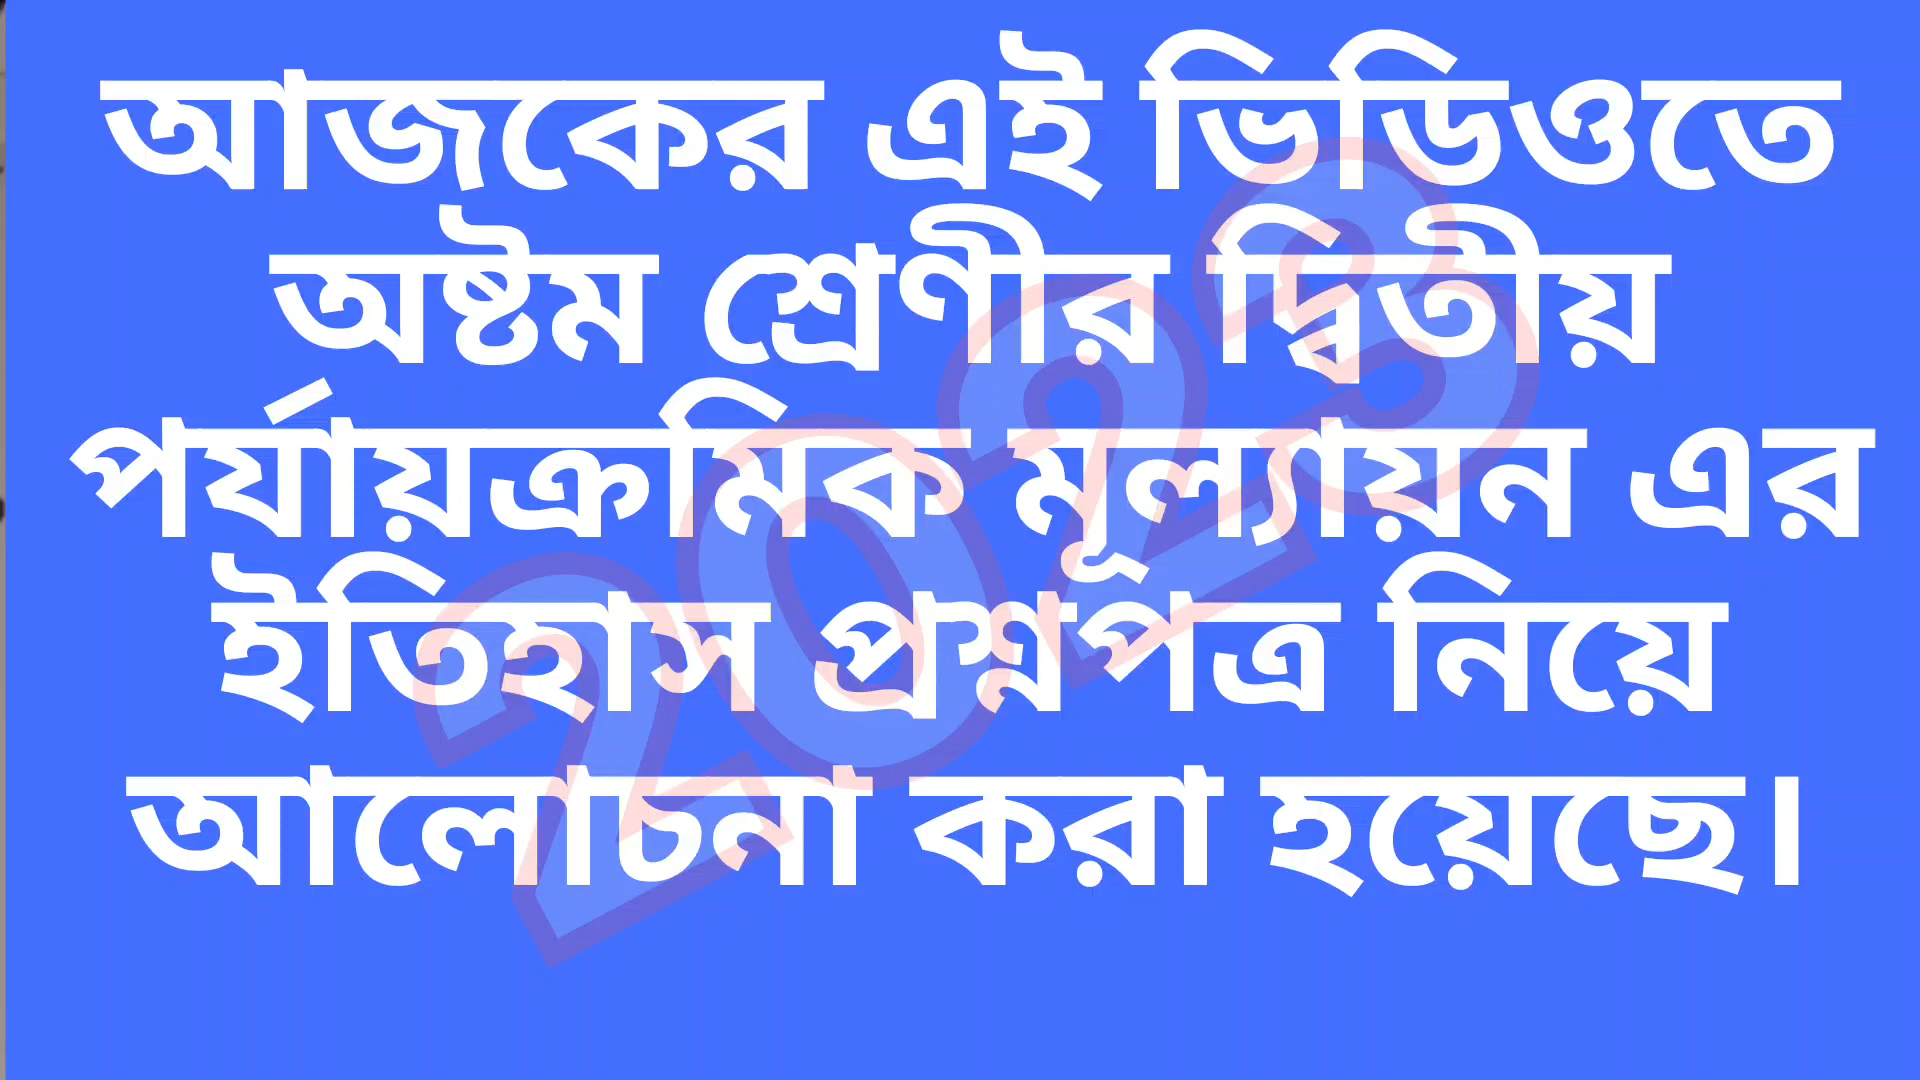 আজকের এই ভিডিওতে
অষ্টম শ্রেণীর দ্বিতীয়
পর্যায়ক্রমিক মূল্যায়ন এর
ইতিহাস প্রশ্নপত্র নিয়ে
আলোচনা করা হয়েছে।
2023